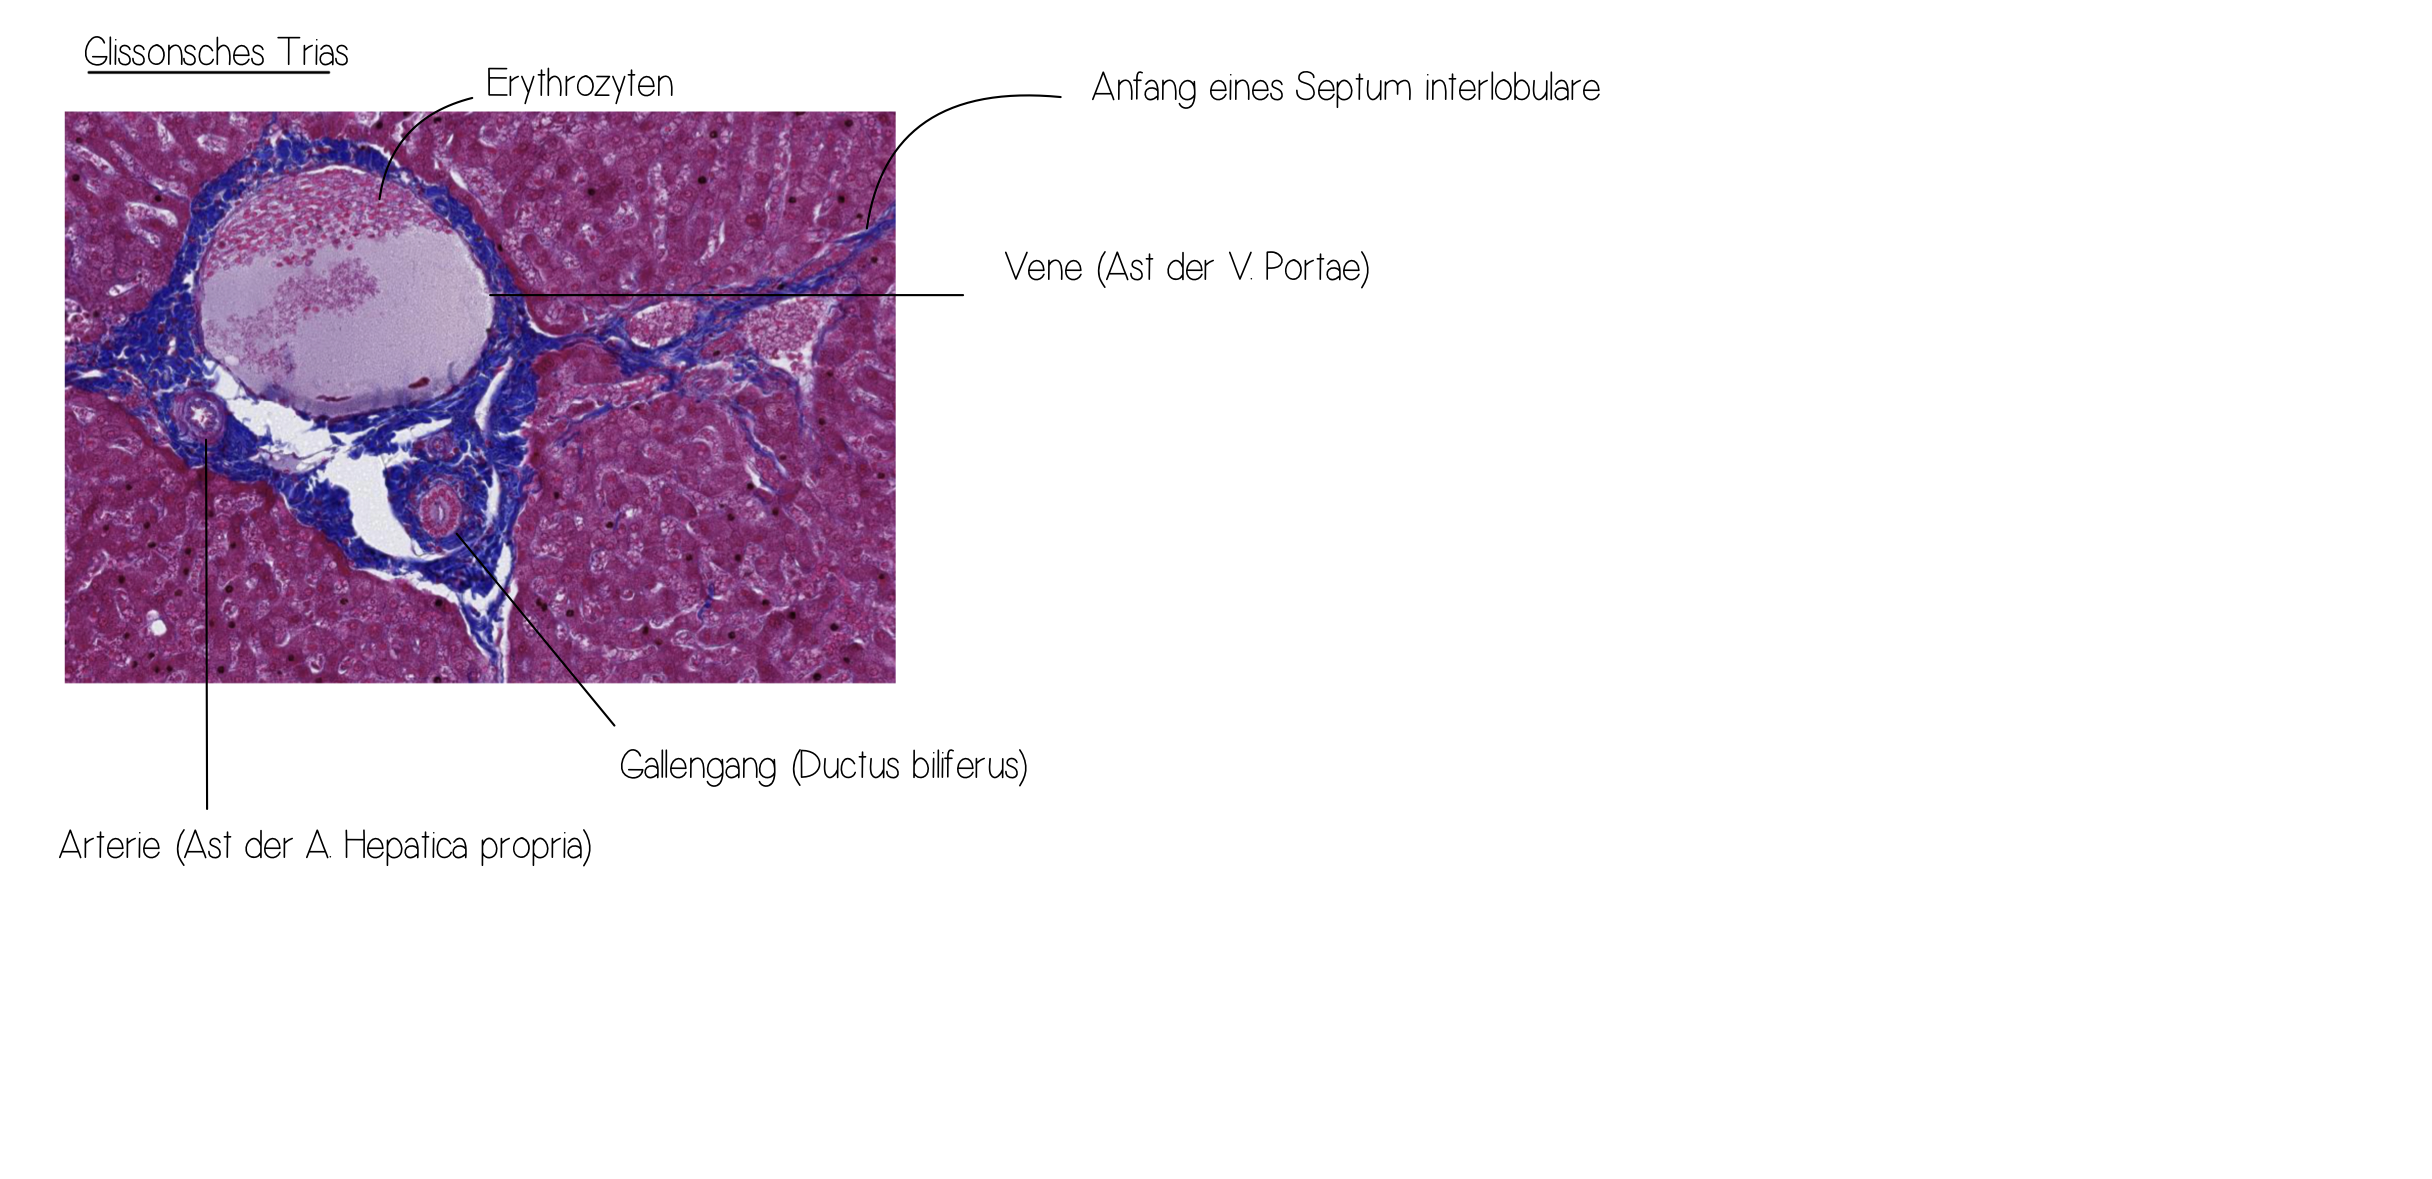 Glissonsches Trias
Erythrozyten
Anfang eines Septum interlobulare
Vene (Ast der V. Portae)
Gallengang (Ductus biliferus)
Arterie (Ast der A. Hepatica propria)